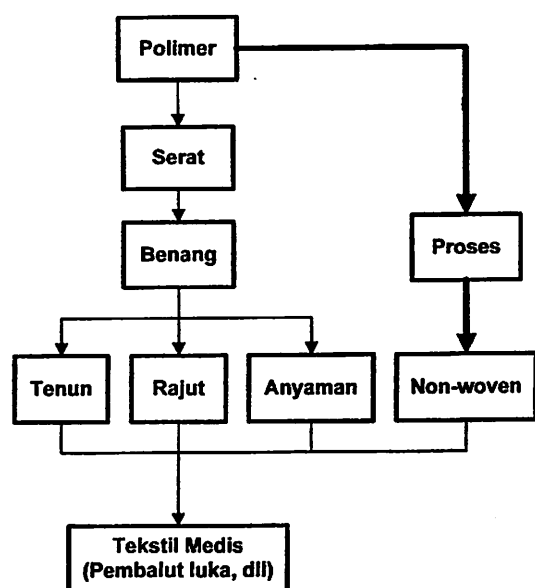 Polimer
Serat
Benang
Proses
Tenun
Rajut
Anyaman
Non-woven
Tekstil Medis
(Pembalut luka, dll)